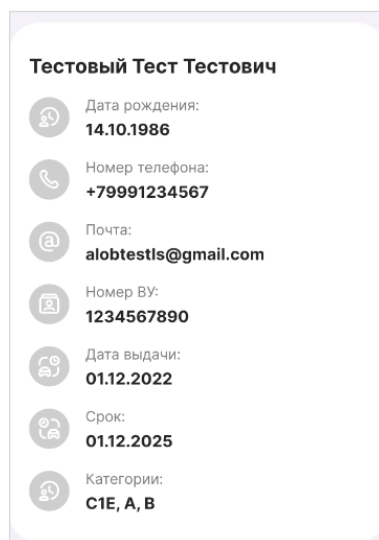 Тестовый Тест Тестович
Дата рождения:
14.10.1986
Номер телефона:
+79991234567
Почта:
alobtestls@gmail.com
Номер ВУ:
1234567890
Дата выдачи:
01.12.2022
Срок:
01.12.2025
Категории:
C1E, A, B